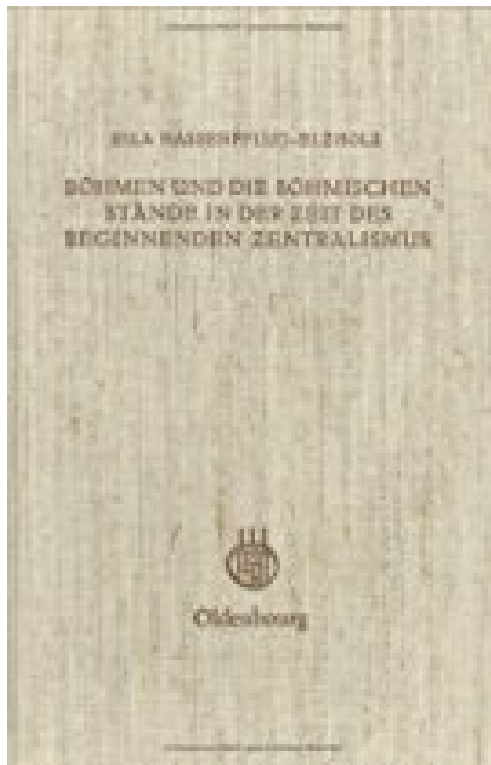 EILA HASSENPFLUG-ELZHOLZ
BÖHMEN UND DIE BÖHMISCHEN
STÄNDE IN DER ZEIT DES
BEGINNENDEN ZENTRALISMUS
Oldenbourg